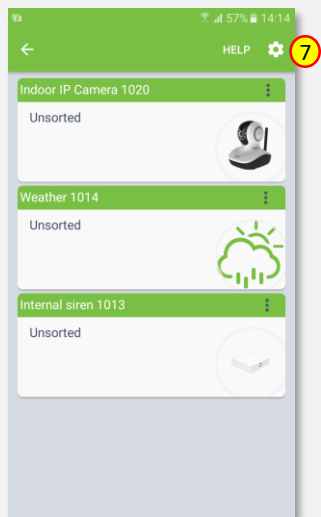 57% 14:14
HELP
7
Indoor IP Camera 1020
Unsorted
Weather 1014
Unsorted
Internal siren 1013
Unsorted